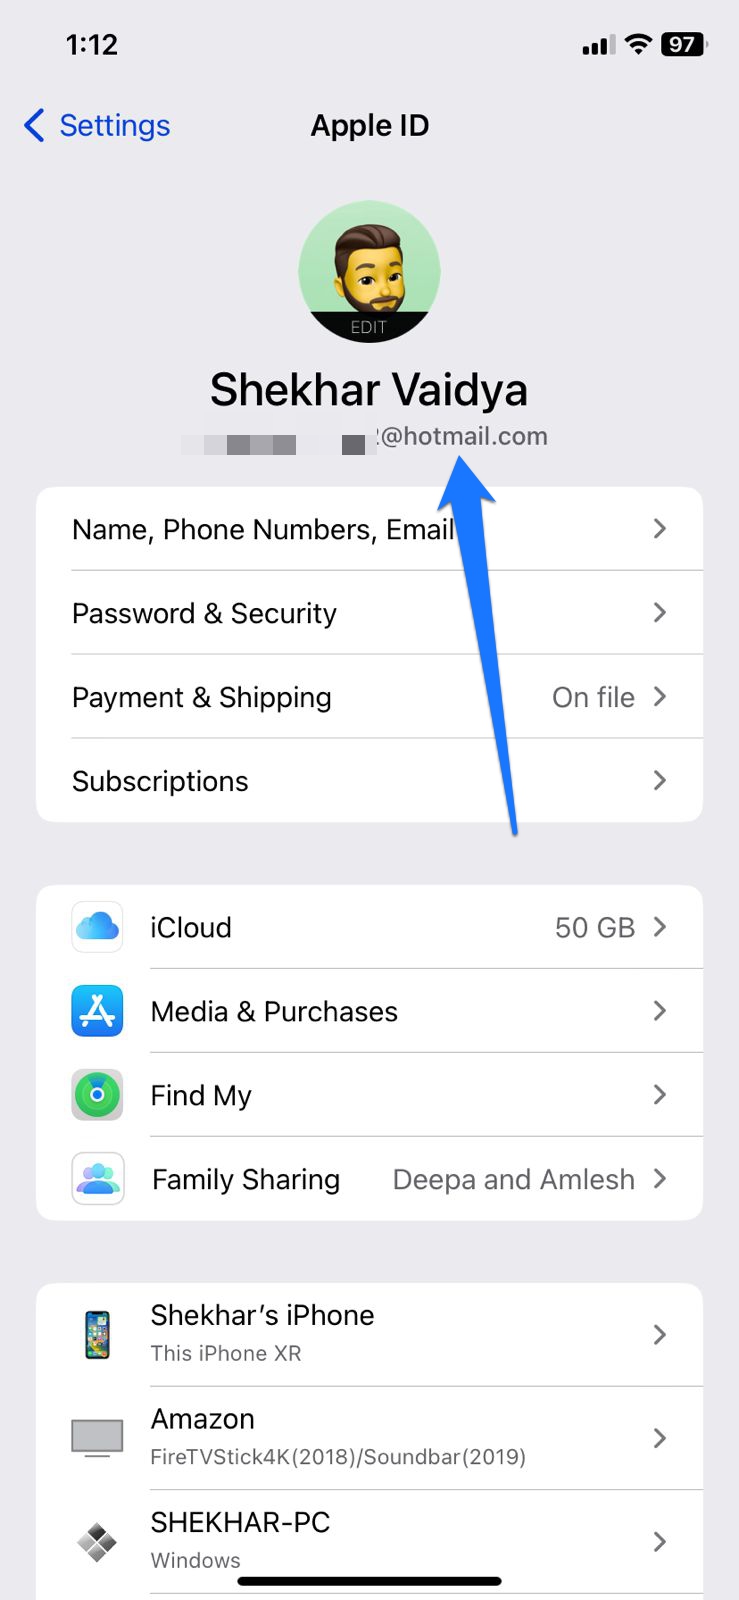 1:12
97
Settings
Apple ID
EDIT
Shekhar Vaidya
@hotmail.com
Name, Phone Numbers, Email
Password & Security
Payment & Shipping On file
Subscriptions
iCloud 50 GB
Media & Purchases
Find My
Family Sharing Deepa and Amlesh
Shekhar’s iPhone
This iPhone XR
Amazon
FireTVStick4K(2018)/Soundbar(2019)
SHEKHAR-PC
Windows